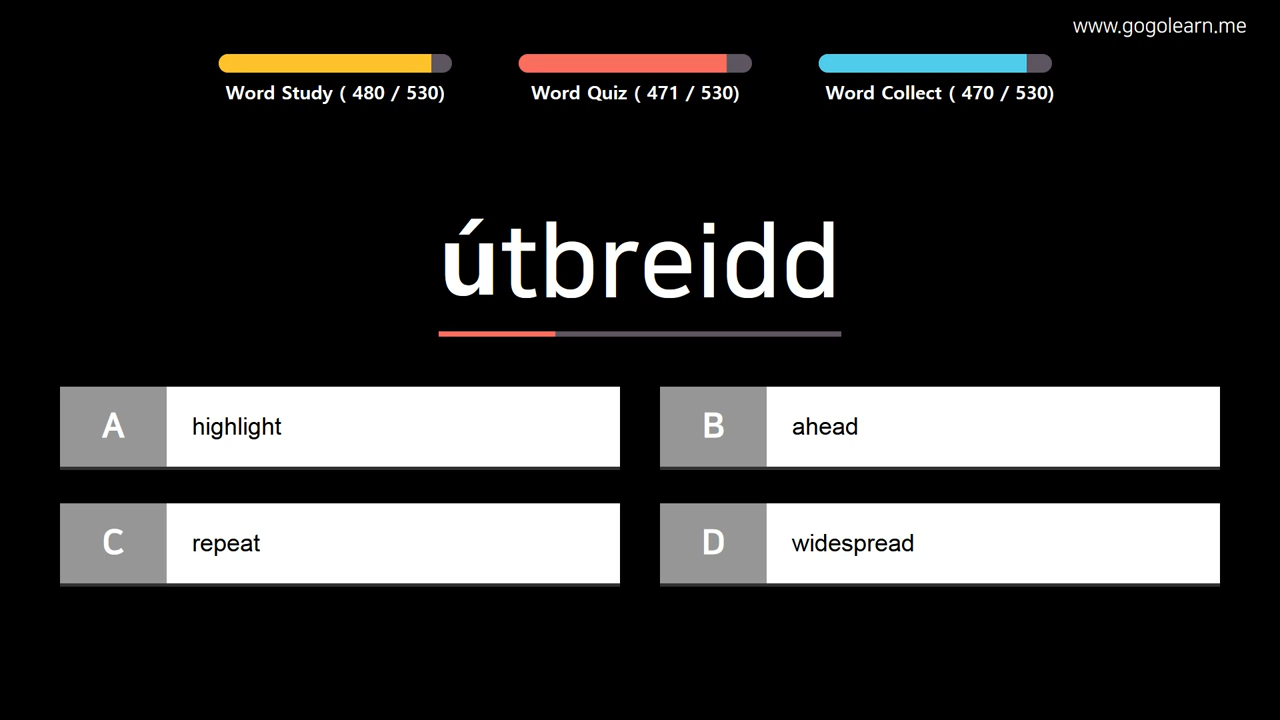 www.gogolearn.me
Word Study ( 480 / 530) Word Quiz ( 471 / 530) Word Collect ( 470 / 530)
útbreidd
A highlight
B ahead
C repeat
D widespread